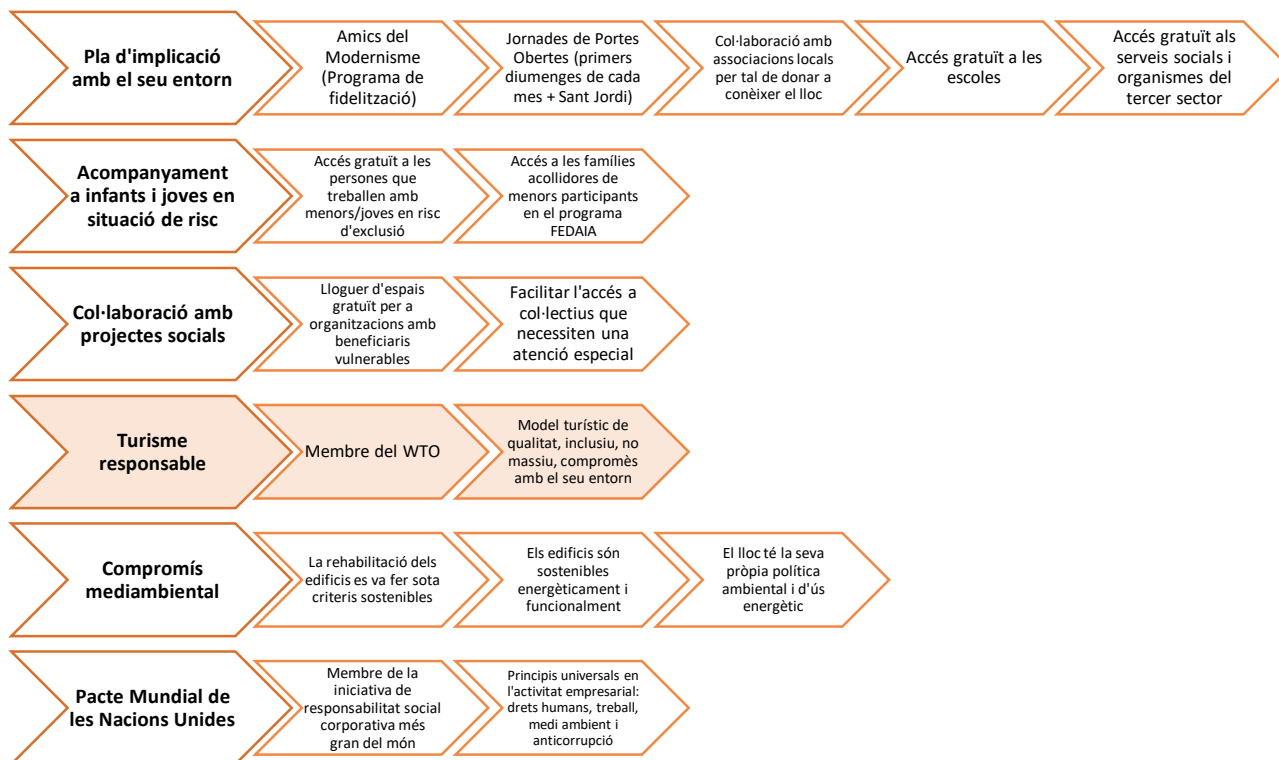 Pla d'implicació
amb el seu entorn
Amics del
Modernisme
(Programa de
fidelització)
Jornades de Portes
Obertes (primers
diumenges de cada
mes + Sant Jordi)
Col·laboració amb
associacions locals
per tal de donar a
conèixer el lloc
Accés gratuït a les
escoles
Accés gratuït als
serveis socials i
organismes del
tercer sector
Acompanyament
a infants i joves en
situació de risc
Accés gratuït a les
persones que
treballen amb
menors/joves en risc
d'exclusió
Accés a les famílies
acollidores de
menors participants
en el programa
FEDAIA
Col·laboració amb
projectes socials
Lloguer d'espais
gratuït per a
organitzacions amb
beneficiaris
vulnerables
Facilitar l'accés a
col·lectius que
necessiten una
atenció especial
Turisme
responsable
Membre del WTO
Model turístic de
qualitat, inclusiu, no
massiu, compromès
amb el seu entorn
Compromís
mediambiental
La rehabilitació dels
edificis es va fer sota
criteris sostenibles
Els edificis són
sostenibles
energèticament i
funcionalment
El lloc té la seva
pròpia política
ambiental i d'ús
energètic
Pacte Mundial de
les Nacions Unides
Membre de la
iniciativa de
responsabilitat social
corporativa més
gran del món
Principis universals en
l'activitat empresarial:
drets humans, treball,
medi ambient i
anticorrupció